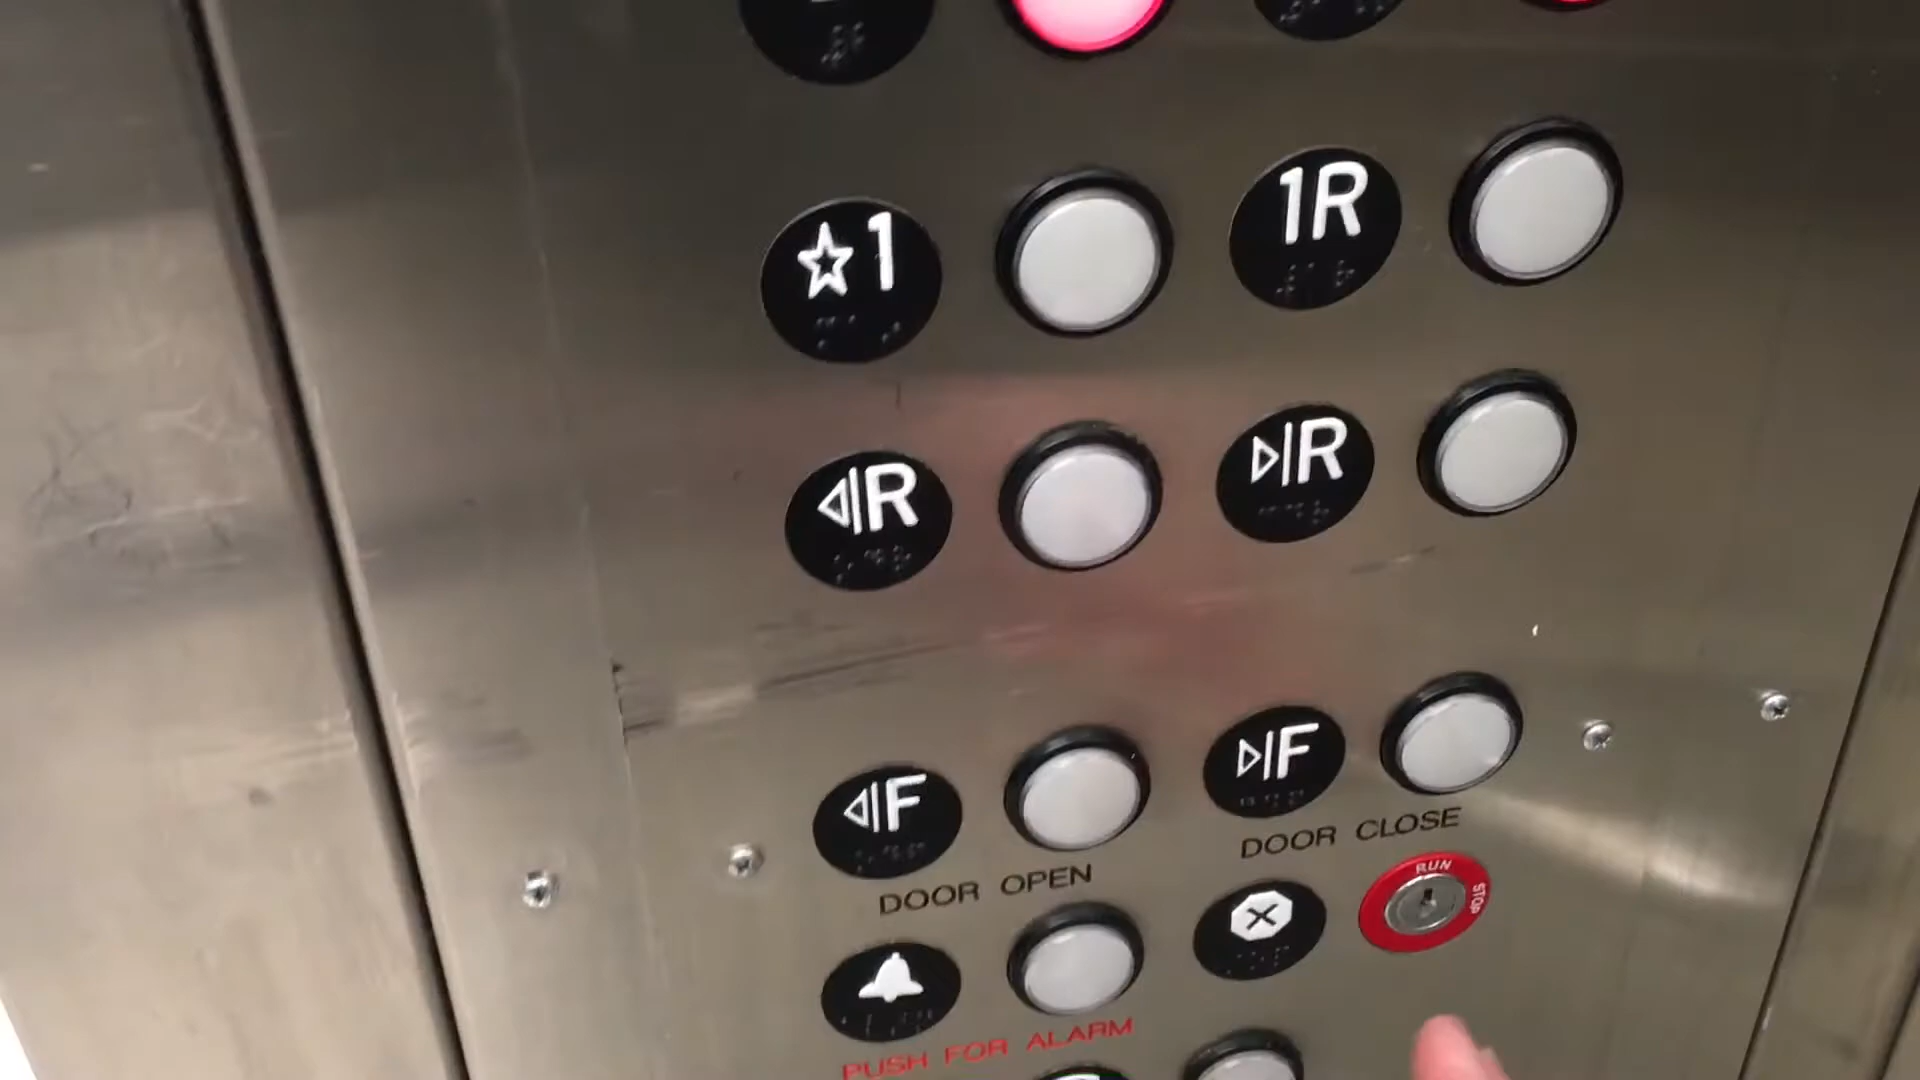 ☆1
1R
◁|R
▷|R
◁|F
▷|F
DOOR OPEN
DOOR CLOSE
RUN
STOP
PUSH FOR ALARM